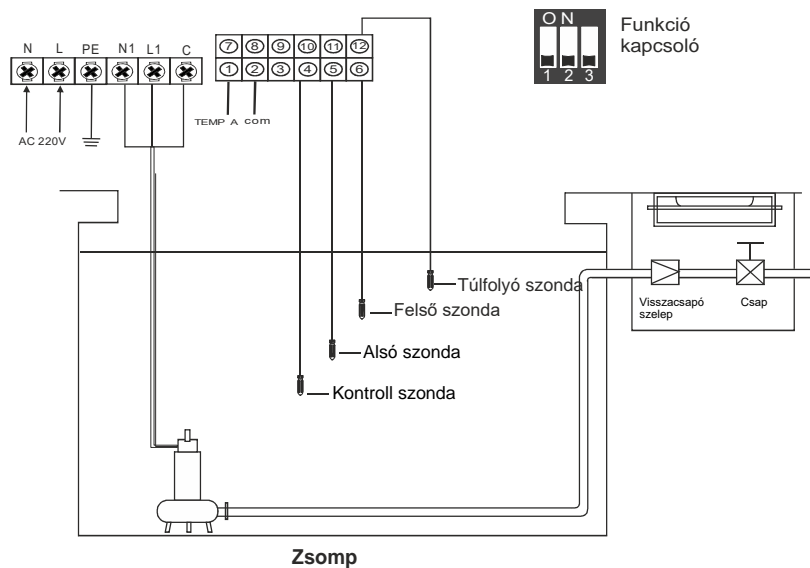 N L PE N1 L1 C
7 8 9 10 11 12
1 2 3 4 5 6
AC 220V
TEMP A com
ON
1 2 3
Funkció
kapcsoló
Túlfolyó szonda
Felső szonda
Alsó szonda
Kontroll szonda
Visszacsapó
szelep
Csap
Zsomp